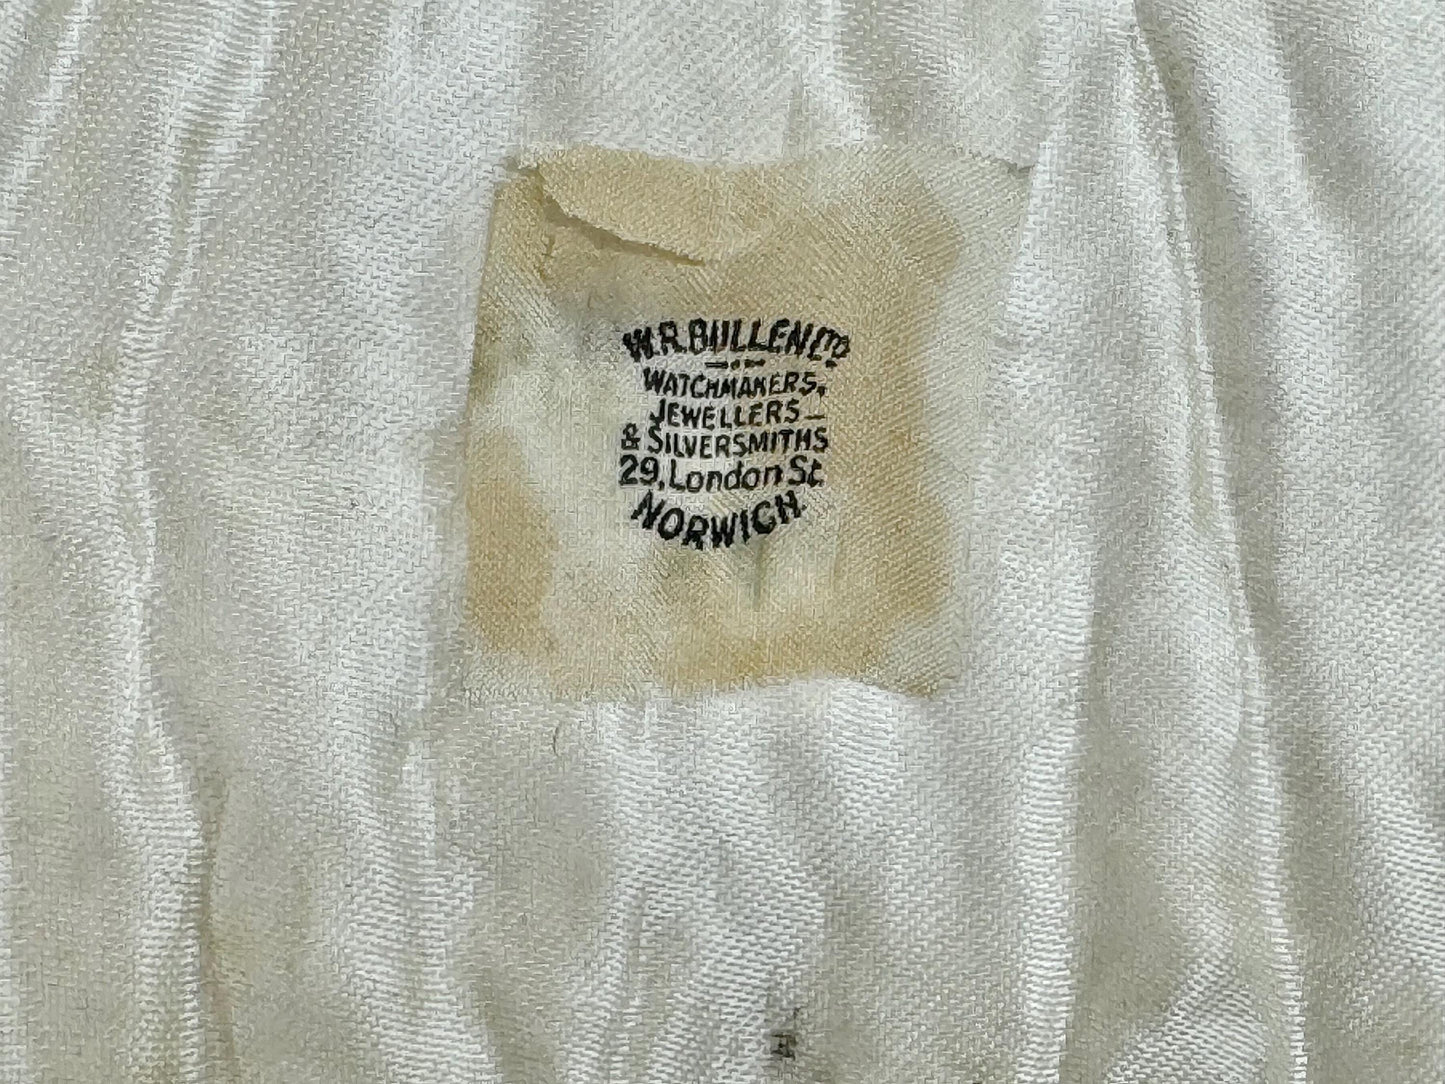 W.R. BULLEN LTD
WATCHMAKERS,
JEWELLERS
& SILVERSMITHS
29, London St.
NORWICH.